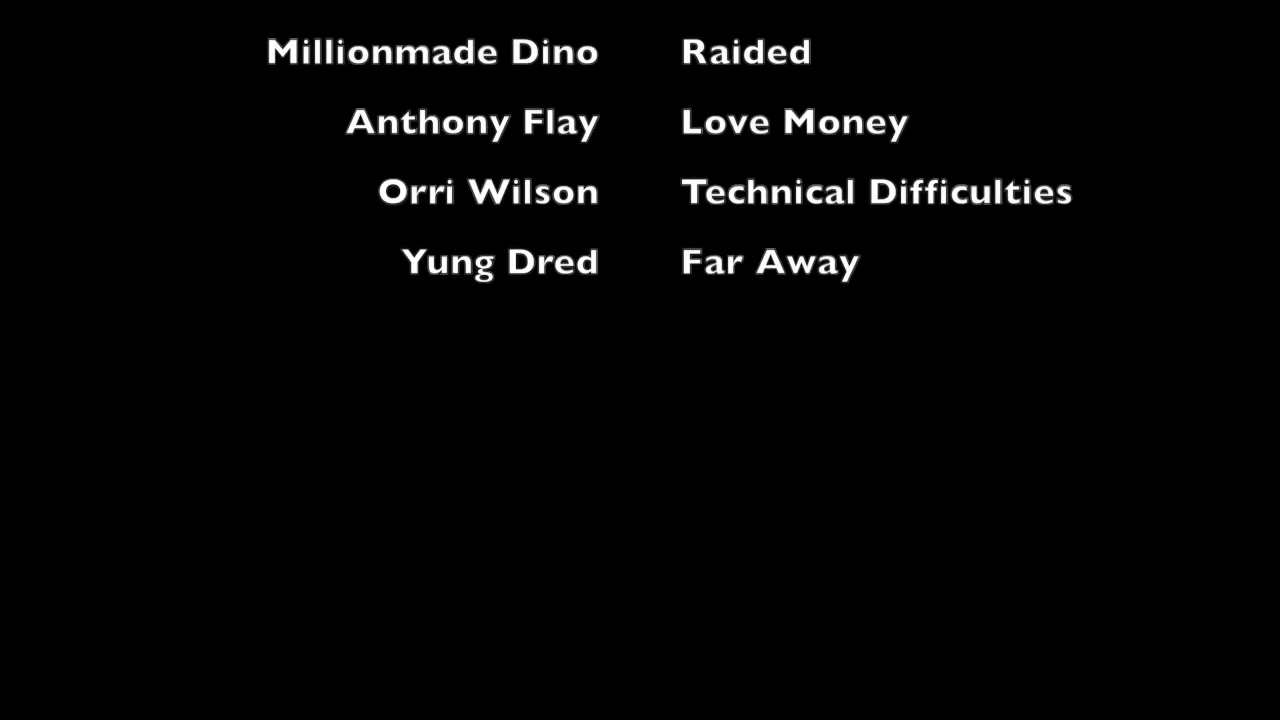 Millionmade Dino Raided
Anthony Flay Love Money
Orri Wilson Technical Difficulties
Yung Dred Far Away